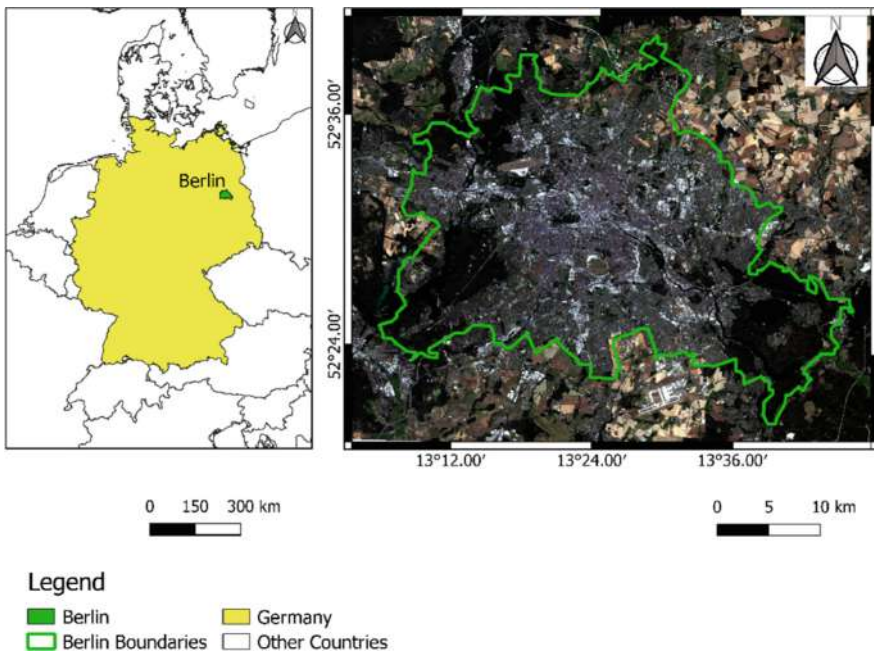 N
Berlin
N
52°36.00′
52°24.00′
13°12.00′ 13°24.00′ 13°36.00′
0 150 300 km
0 5 10 km
Legend
Berlin Germany
Berlin Boundaries Other Countries